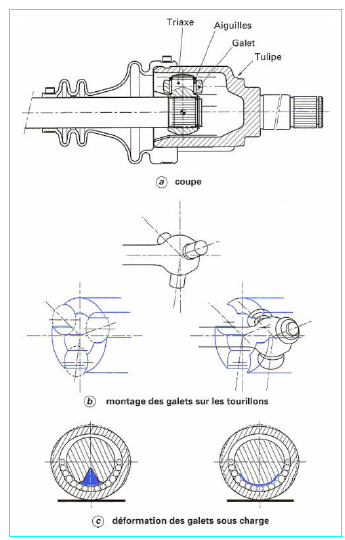 Triaxe
Aiguilles
Galet
Tulipe
a coupe
b montage des galets sur les tourillons
c déformation des galets sous charge